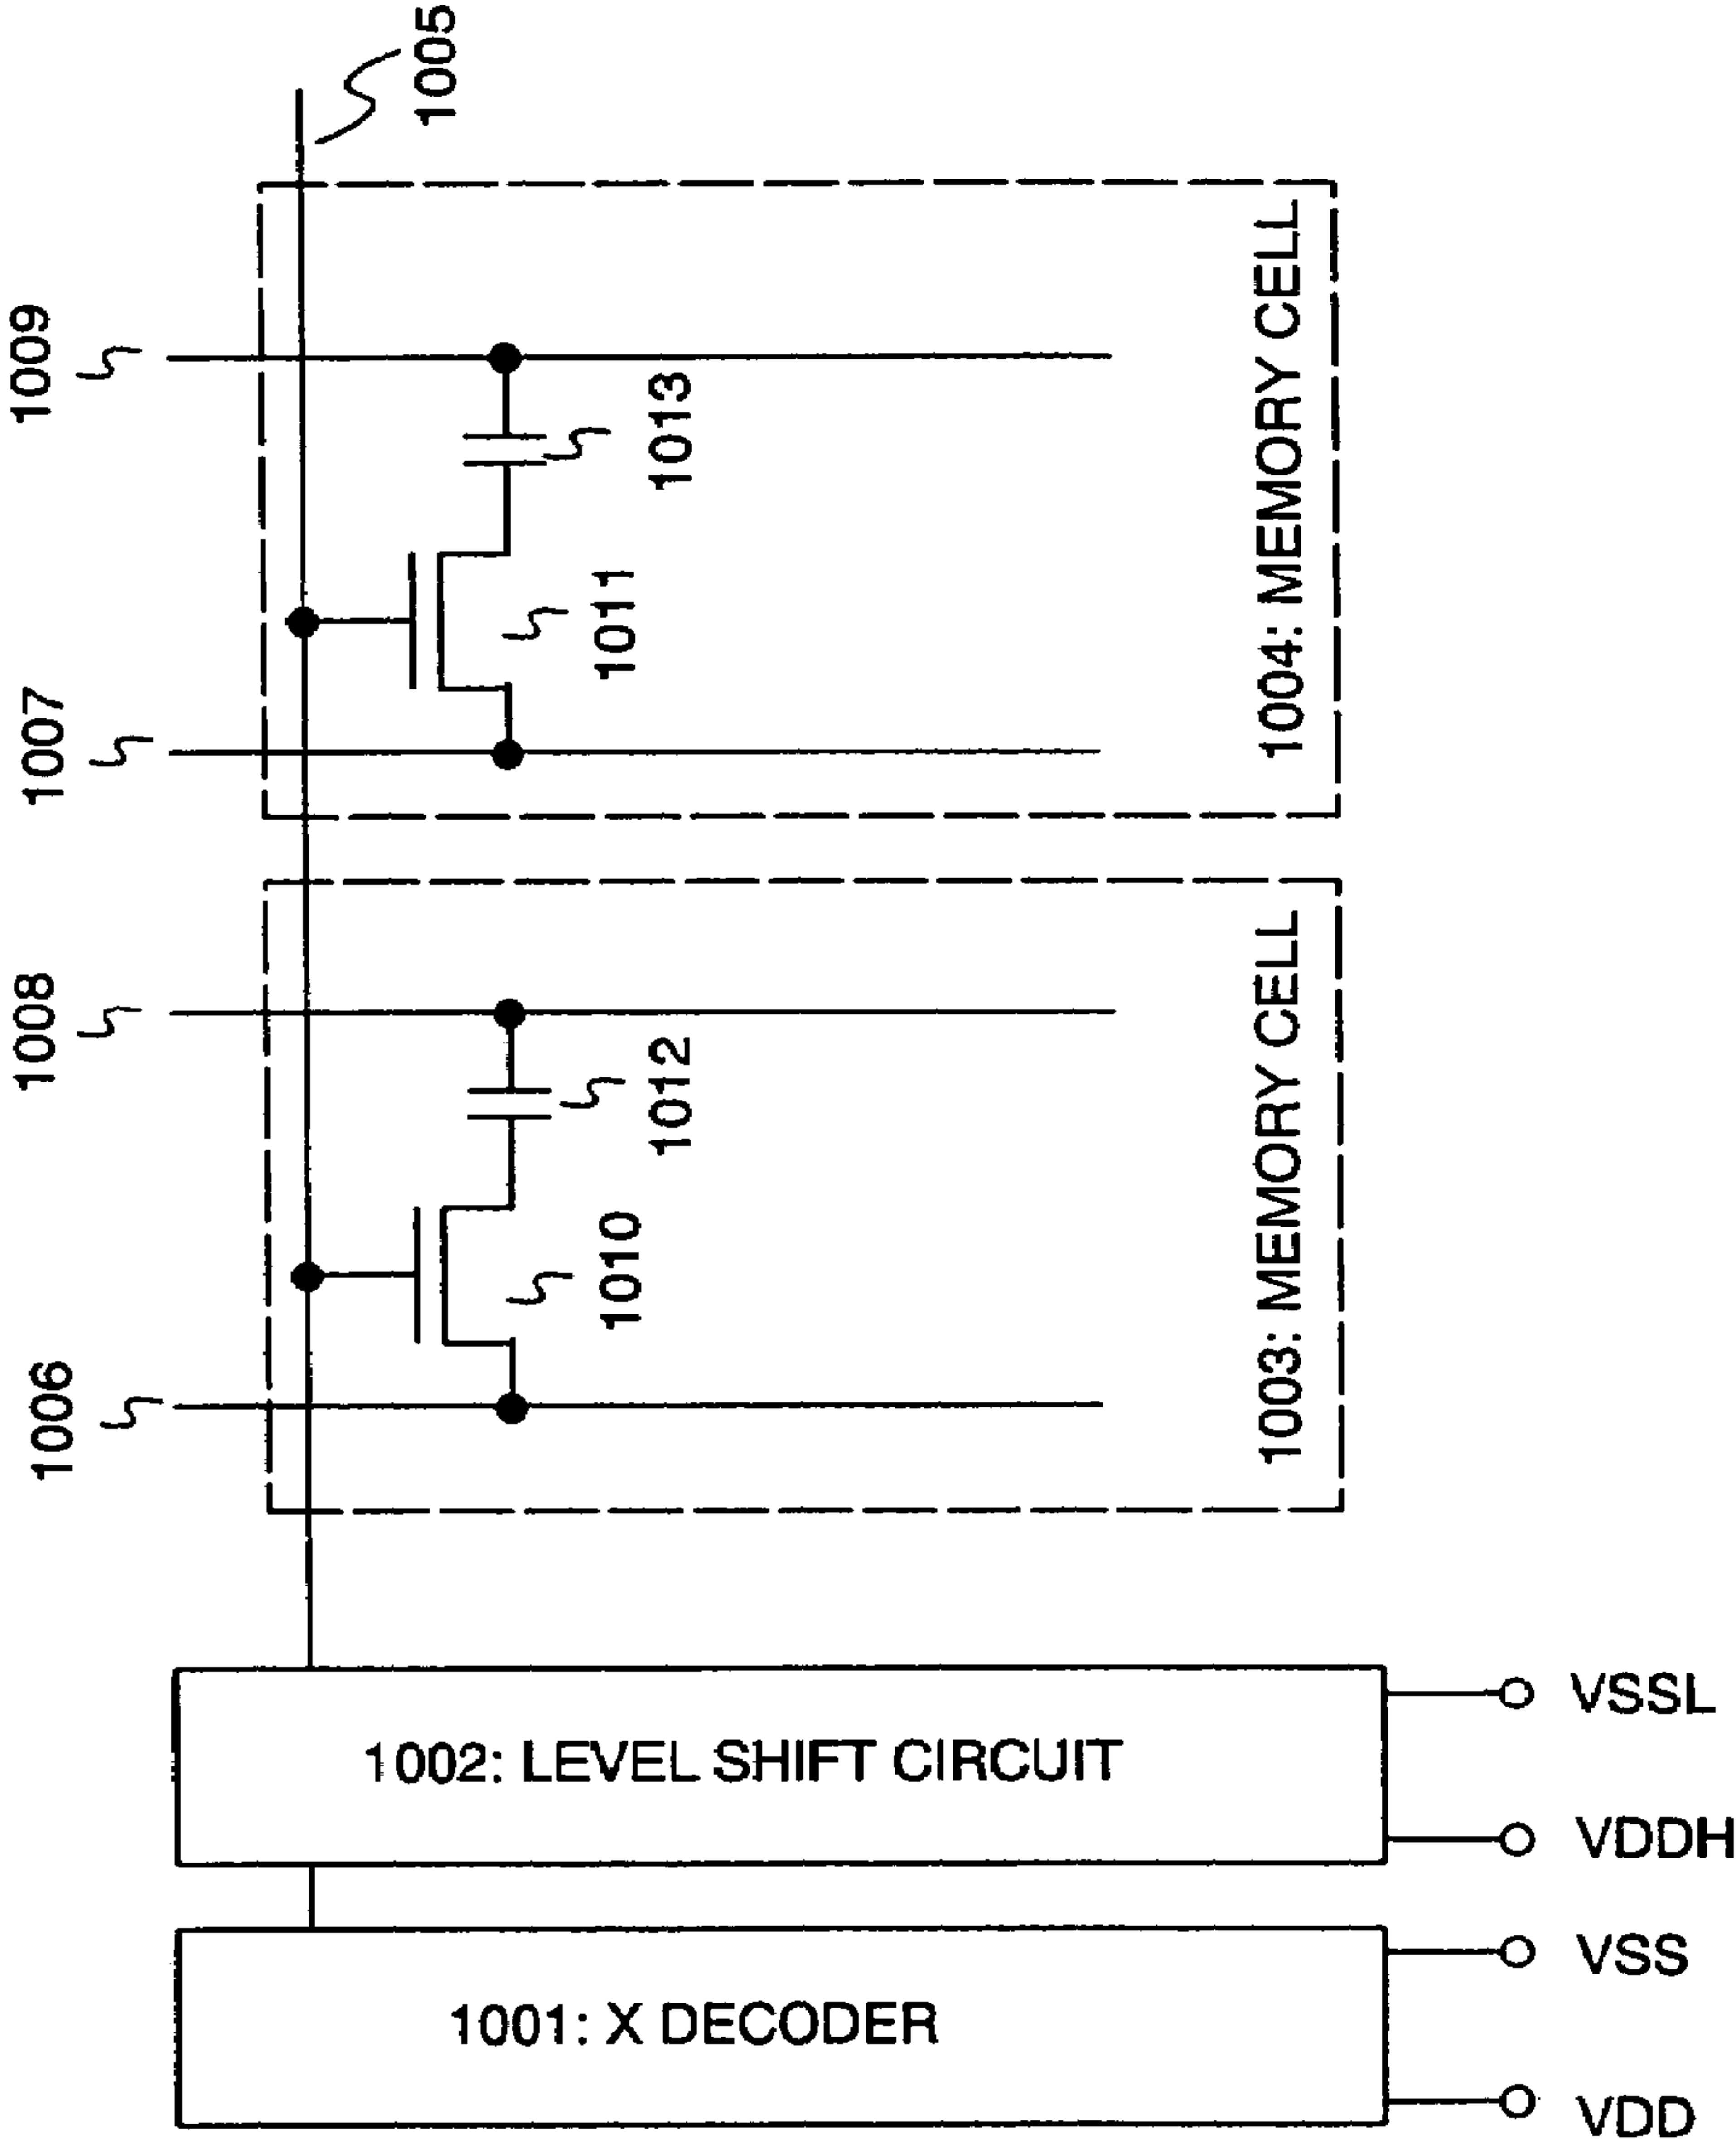 1009
1007
1008
1006
1005
1013
1011
1012
1010
1004: MEMORY CELL
1003: MEMORY CELL
1002: LEVEL SHIFT CIRCUIT
VSSL
VDDH
1001: X DECODER
VSS
VDD